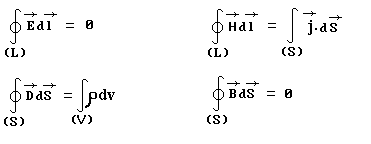 ∮(L) E⃗dl⃗ = 0
∮(L) H⃗dl⃗ = ∫(S) j⃗·dS⃗
∮(S) D⃗dS⃗ = ∫(V) ρdv
∮(S) B⃗dS⃗ = 0